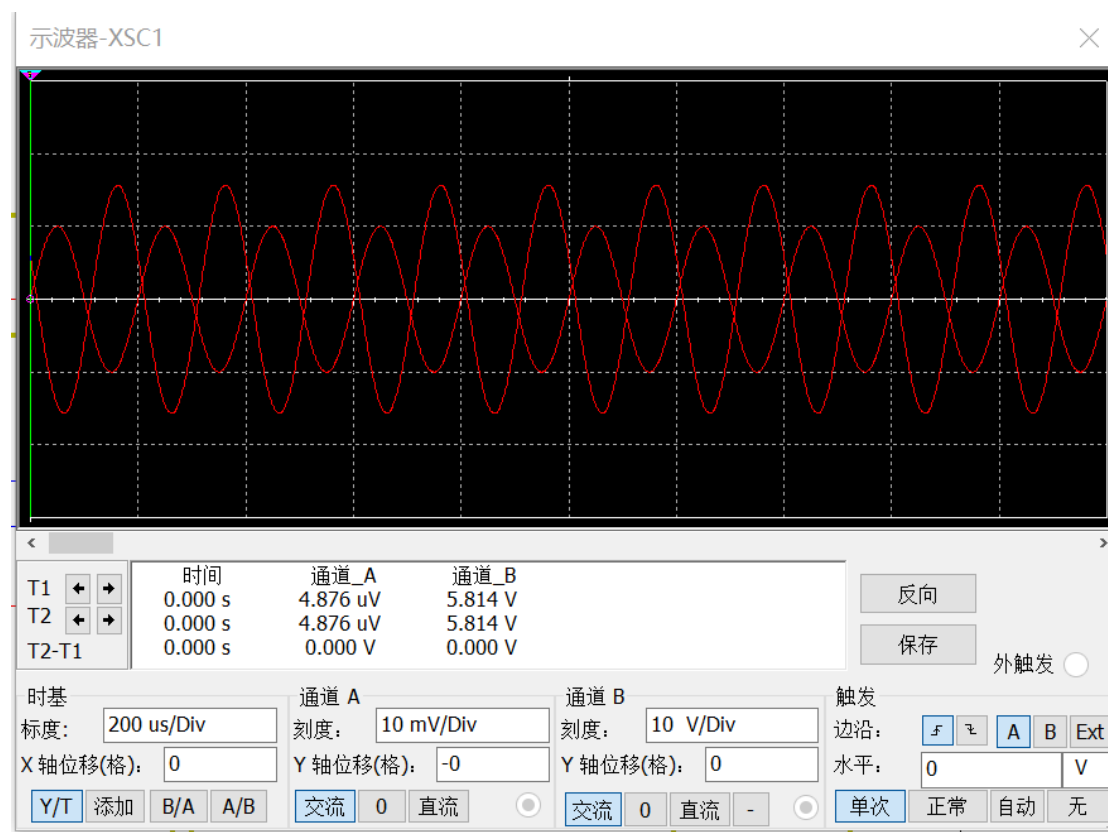 示波器-XSC1
时间 通道_A 通道_B
T1 0.000 s 4.876 uV 5.814 V
T2 0.000 s 4.876 uV 5.814 V
T2-T1 0.000 s 0.000 V 0.000 V
反向
保存
外触发
时基
标度: 200 us/Div
X 轴位移(格): 0
Y/T 添加 B/A A/B
通道 A
刻度: 10 mV/Div
Y 轴位移(格): -0
交流 0 直流
通道 B
刻度: 10 V/Div
Y 轴位移(格): 0
交流 0 直流 -
触发
边沿: A B Ext
水平: 0 V
单次 正常 自动 无